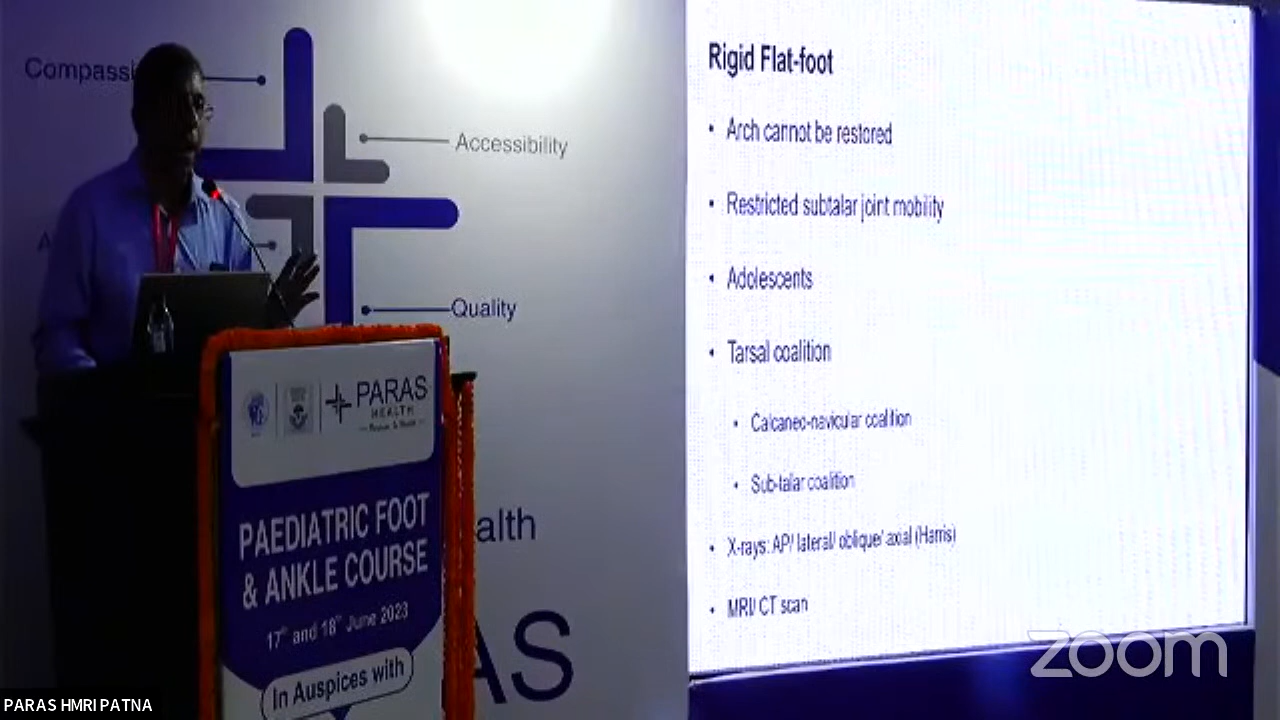 Accessibility
Quality
alth
AS
PARAS
HEALTH
PAEDIATRIC FOOT
& ANKLE COURSE
17th and 18th June 2023
In Auspices with
Rigid Flat-foot
• Arch cannot be restored
• Restricted subtalar joint mobility
• Adolescents
• Tarsal coalition
• Calcaneo-navicular coalition
• Sub-talar coalition
• X-rays: AP/ lateral/ oblique/ axial (Harris)
• MRI/ CT scan
zoom
PARAS HMRI PATNA